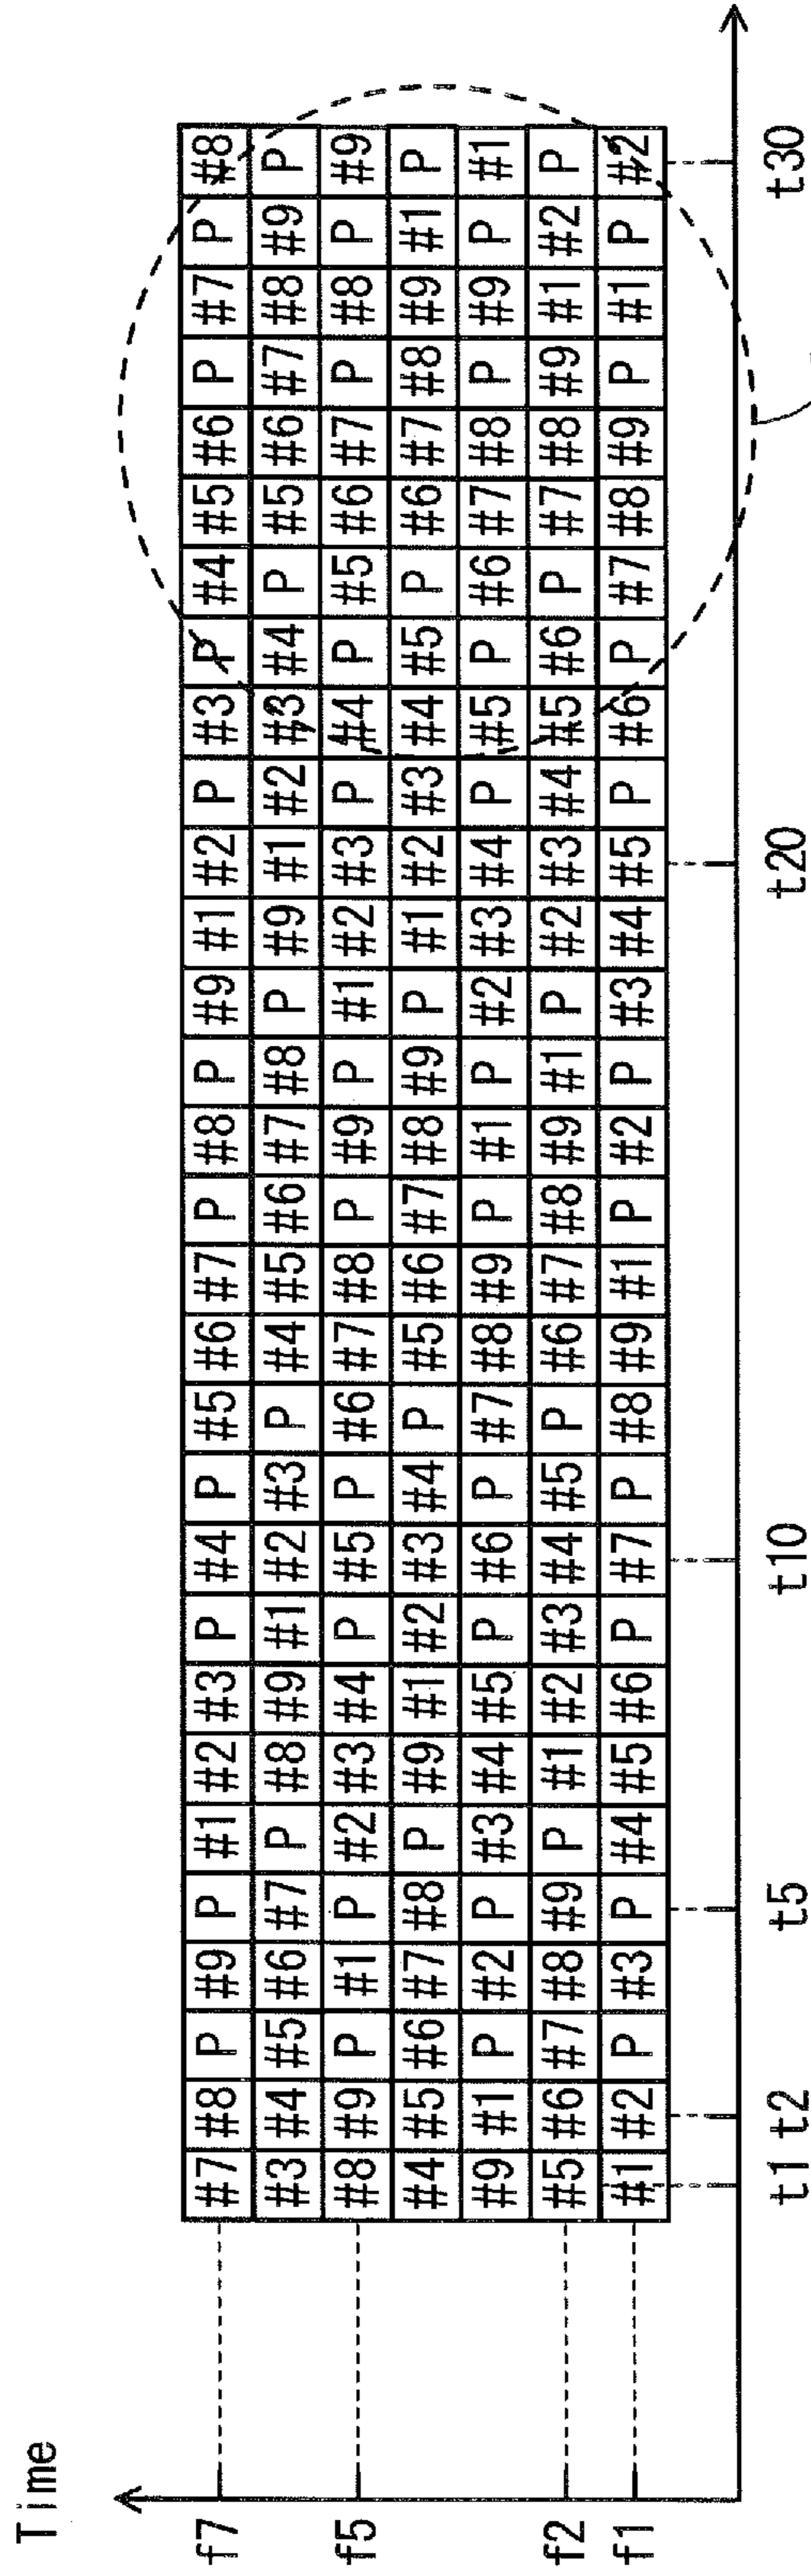 Time
f7 #7 #8 P #9 P #1 #2 #3 P #4 P #5 #6 #7 P #8 P #9 #1 #2 P #3 P #4 #5 #6 P #7 P #8
#3 #4 #5 #6 #7 P #8 #9 #1 #2 #3 P #4 #5 #6 #7 #8 P #9 #1 #2 #3 #4 P #5 #6 #7 #8 #9 P
f5 #8 #9 P #1 P #2 #3 #4 P #5 P #6 #7 #8 P #9 P #1 #2 #3 P #4 P #5 #6 #7 P #8 P #9
#4 #5 #6 #7 #8 P #9 #1 #2 #3 #4 P #5 #6 #7 #8 #9 P #1 #2 #3 #4 #5 P #6 #7 #8 #9 #1 P
#9 #1 P #2 P #3 #4 #5 P #6 P #7 #8 #9 P #1 P #2 #3 #4 P #5 P #6 #7 #8 P #9 P #1
f2 #5 #6 #7 #8 #9 P #1 #2 #3 #4 #5 P #6 #7 #8 #9 #1 P #2 #3 #4 #5 #6 P #7 #8 #9 #1 #2 P
f1 #1 #2 P #3 P #4 #5 #6 P #7 P #8 #9 #1 P #2 P #3 #4 #5 P #6 P #7 #8 #9 P #1 P #2
t1 t2 t5 t10 t20 t30